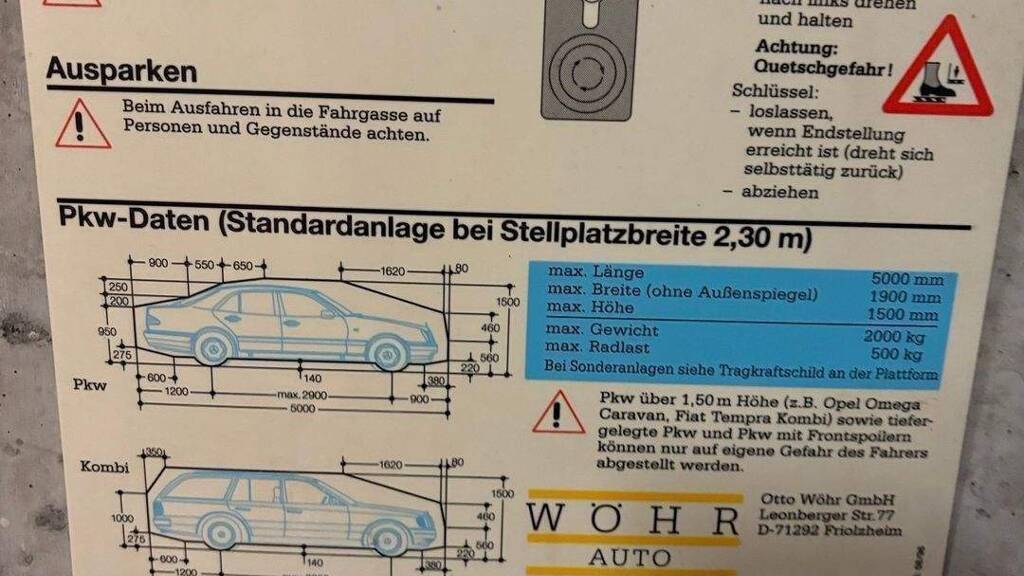 nach links drehen
und halten
Achtung:
Quetschgefahr!
Schlüssel:
– loslassen,
wenn Endstellung
erreicht ist (dreht sich
selbsttätig zurück)
– abziehen
Ausparken
Beim Ausfahren in die Fahrgasse auf
Personen und Gegenstände achten.
Pkw-Daten (Standardanlage bei Stellplatzbreite 2,30 m)
900 550 650 1620 80
250
200
950
275
1500
460
560
220
600 140 380
1200 max. 2900 900
5000
Pkw
max. Länge 5000 mm
max. Breite (ohne Außenspiegel) 1900 mm
max. Höhe 1500 mm
max. Gewicht 2000 kg
max. Radlast 500 kg
Bei Sonderanlagen siehe Tragkraftschild an der Plattform
Pkw über 1,50 m Höhe (z.B. Opel Omega
Caravan, Fiat Tempra Kombi) sowie tiefer-
gelegte Pkw und Pkw mit Frontspoilern
können nur auf eigene Gefahr des Fahrers
abgestellt werden.
Kombi
350 1620 80
1000
275
1500
460
560
220
600 140 380
1200
WÖHR
AUTO
Otto Wöhr GmbH
Leonberger Str. 77
D-71292 Friolzheim